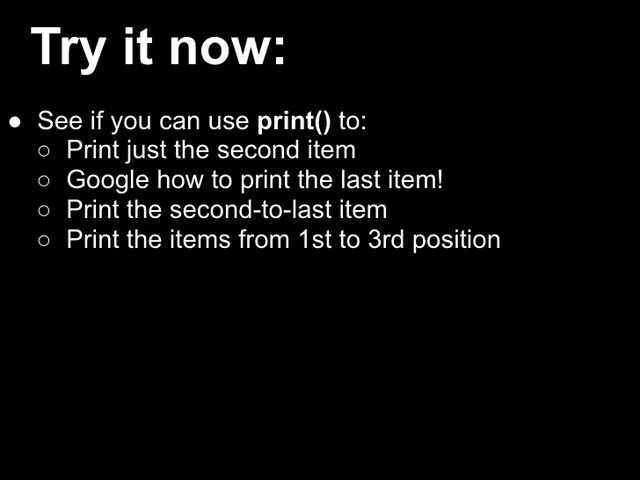 Try it now:
● See if you can use print() to:
○ Print just the second item
○ Google how to print the last item!
○ Print the second-to-last item
○ Print the items from 1st to 3rd position